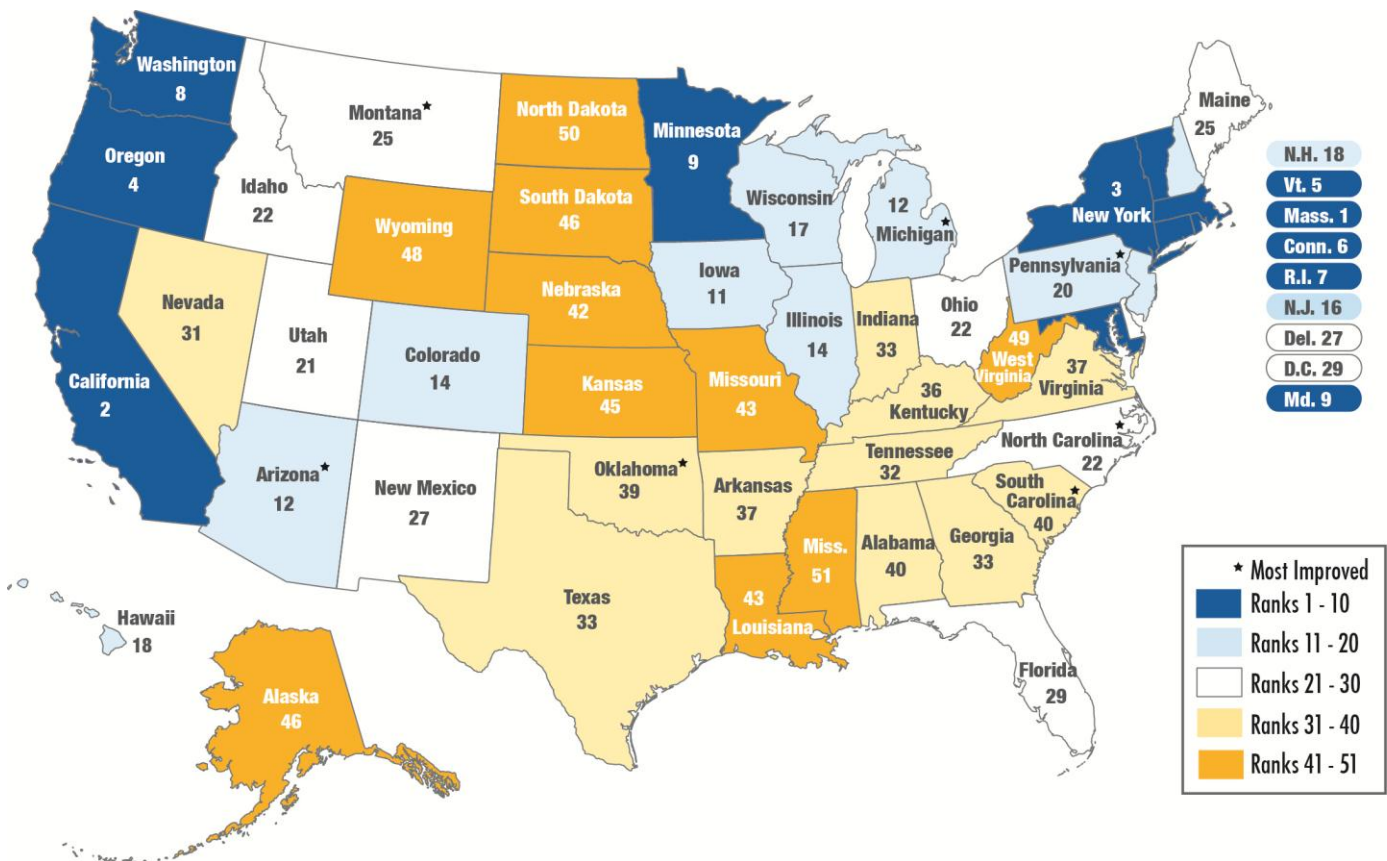 Washington
8
Oregon
4
California
2
Nevada
31
Idaho
22
Montana★
25
Wyoming
48
Utah
21
Colorado
14
Arizona★
12
New Mexico
27
North Dakota
50
South Dakota
46
Nebraska
42
Kansas
45
Oklahoma★
39
Texas
33
Minnesota
9
Iowa
11
Missouri
43
Arkansas
37
43
Louisiana
Wisconsin
17
Illinois
14
12
Michigan★
Indiana
33
Ohio
22
36
Kentucky
Tennessee
32
Miss.
51
Alabama
40
Georgia
33
Florida
29
South
Carolina★
40
North Carolina★
22
37
Virginia
49
West
Virginia
Pennsylvania★
20
3
New York
Maine
25
N.H. 18
Vt. 5
Mass. 1
Conn. 6
R.I. 7
N.J. 16
Del. 27
D.C. 29
Md. 9
Hawaii
18
Alaska
46
★ Most Improved
Ranks 1 - 10
Ranks 11 - 20
Ranks 21 - 30
Ranks 31 - 40
Ranks 41 - 51